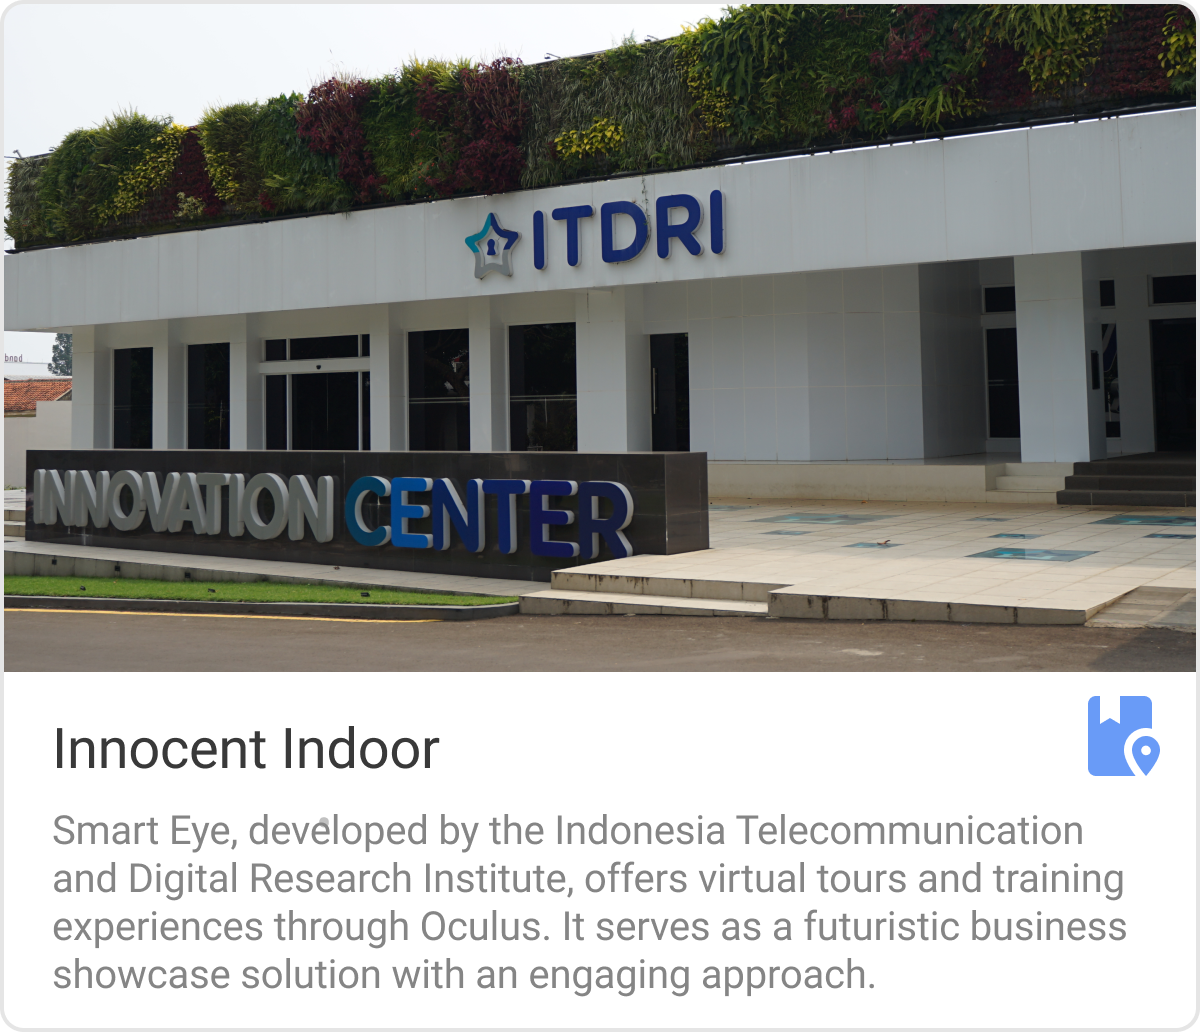 ITDRI
INNOVATION CENTER
Innocent Indoor
Smart Eye, developed by the Indonesia Telecommunication
and Digital Research Institute, offers virtual tours and training
experiences through Oculus. It serves as a futuristic business
showcase solution with an engaging approach.